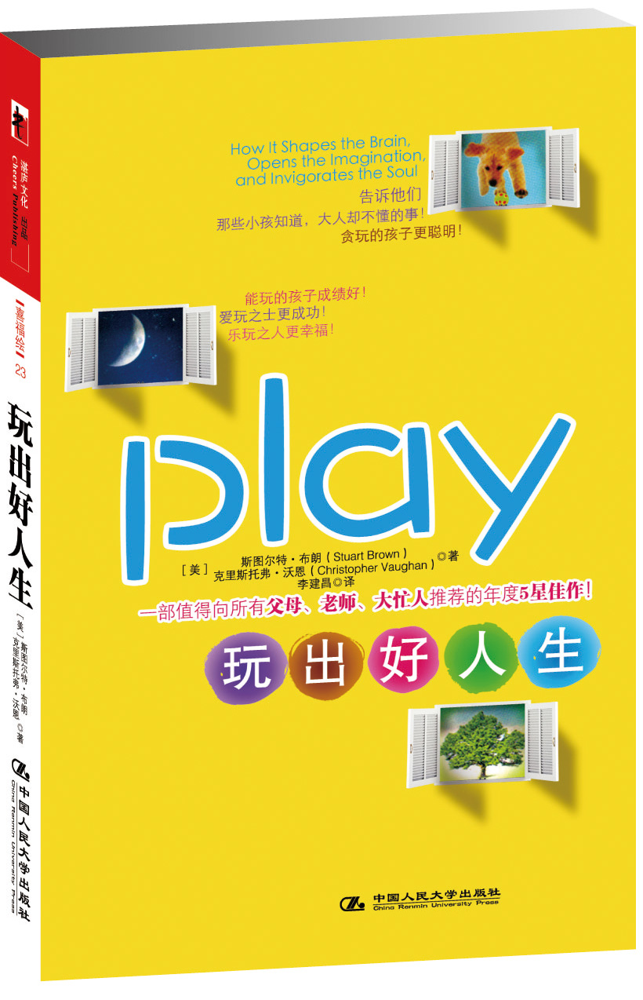 How It Shapes the Brain,
Opens the Imagination,
and Invigorates the Soul
告诉他们
那些小孩知道，大人却不懂的事！
贪玩的孩子更聪明！
能玩的孩子成绩好！
爱玩之士更成功！
乐玩之人更幸福！
play
［美］
斯图尔特·布朗（Stuart Brown）
克里斯托弗·沃恩（Christopher Vaughan）
◎著
李建昌◎译
一部值得向所有父母、老师、大忙人推荐的年度5星佳作！
玩出好人生
中国人民大学出版社
China Renmin University Press
湛庐文化 出品
Cheers Publishing
【喜福绘】
23
玩出好人生
［美］
斯图尔特·布朗
克里斯托弗·沃恩
◎著
中国人民大学出版社
China Renmin University Press